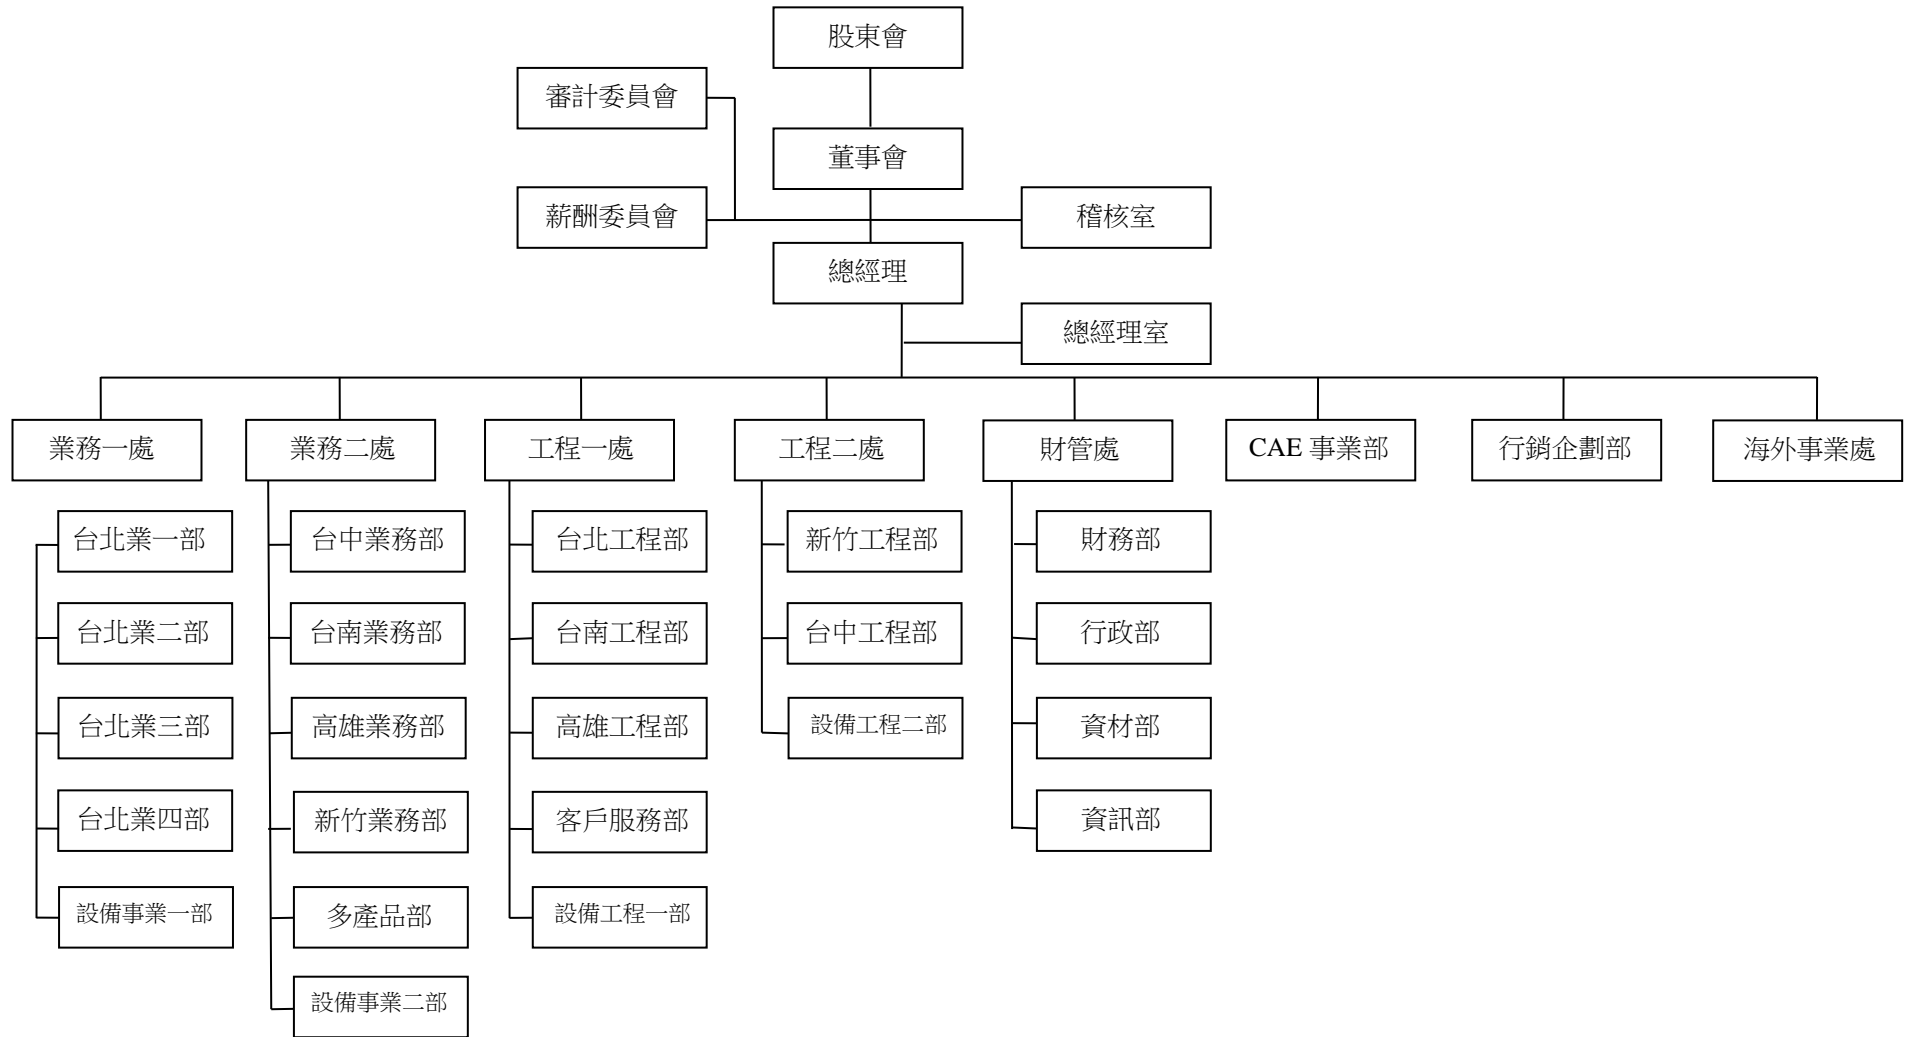 股東會
審計委員會
董事會
薪酬委員會
稽核室
總經理
總經理室
業務一處
業務二處
工程一處
工程二處
財管處
CAE 事業部
行銷企劃部
海外事業處
台北業一部
台中業務部
台北工程部
新竹工程部
財務部
台北業二部
台南業務部
台南工程部
台中工程部
行政部
台北業三部
高雄業務部
高雄工程部
設備工程二部
資材部
台北業四部
新竹業務部
客戶服務部
資訊部
設備事業一部
多產品部
設備工程一部
設備事業二部